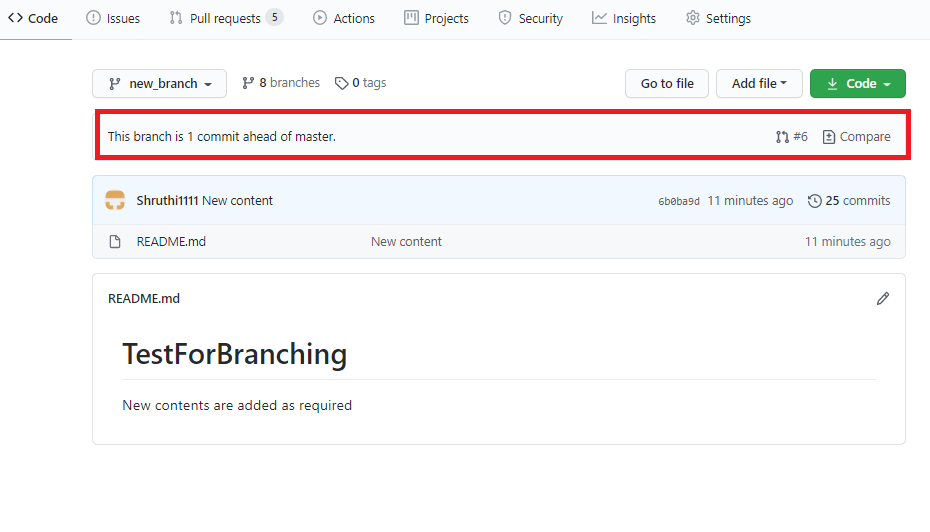 Code Issues Pull requests 5 Actions Projects Security Insights Settings
new_branch 8 branches 0 tags Go to file Add file Code
This branch is 1 commit ahead of master. #6 Compare
Shruthi1111 New content 6b0ba9d 11 minutes ago 25 commits
README.md New content 11 minutes ago
README.md
TestForBranching
New contents are added as required